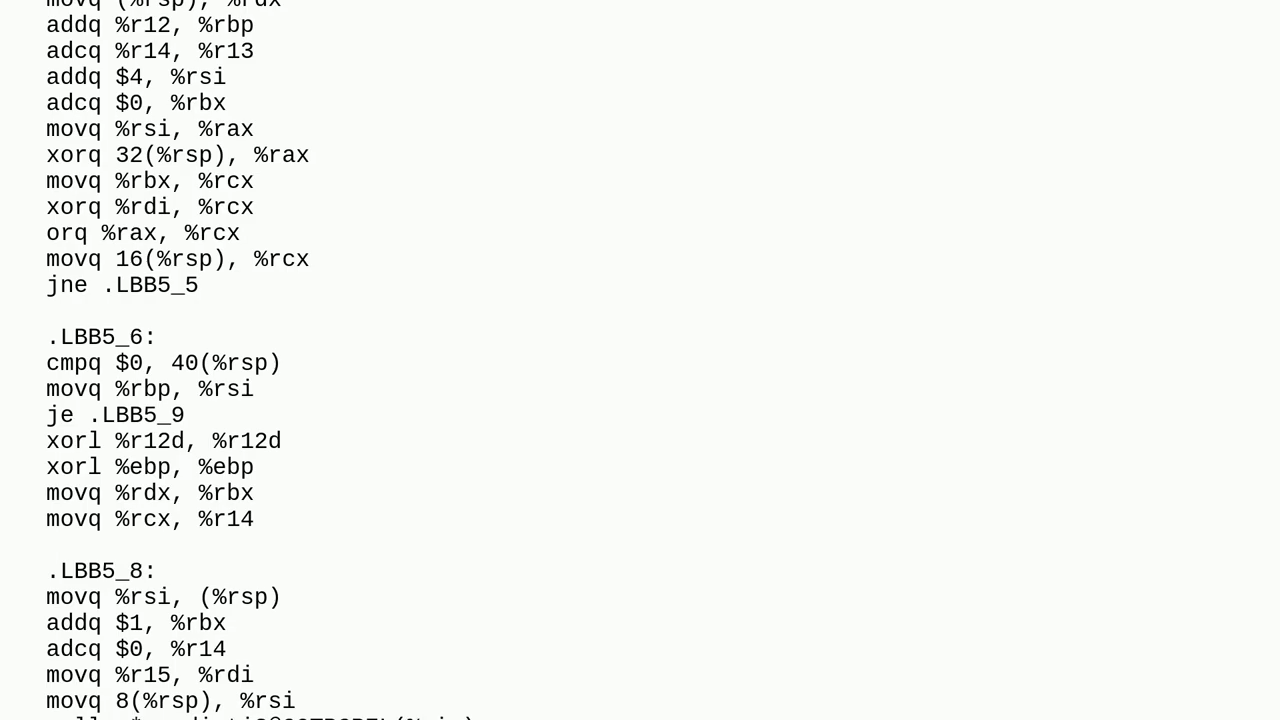 movq (%rsp), %rdx
addq %r12, %rbp
adcq %r14, %r13
addq $4, %rsi
adcq $0, %rbx
movq %rsi, %rax
xorq 32(%rsp), %rax
movq %rbx, %rcx
xorq %rdi, %rcx
orq %rax, %rcx
movq 16(%rsp), %rcx
jne .LBB5_5
.LBB5_6:
cmpq $0, 40(%rsp)
movq %rbp, %rsi
je .LBB5_9
xorl %r12d, %r12d
xorl %ebp, %ebp
movq %rdx, %rbx
movq %rcx, %r14
.LBB5_8:
movq %rsi, (%rsp)
addq $1, %rbx
adcq $0, %r14
movq %r15, %rdi
movq 8(%rsp), %rsi